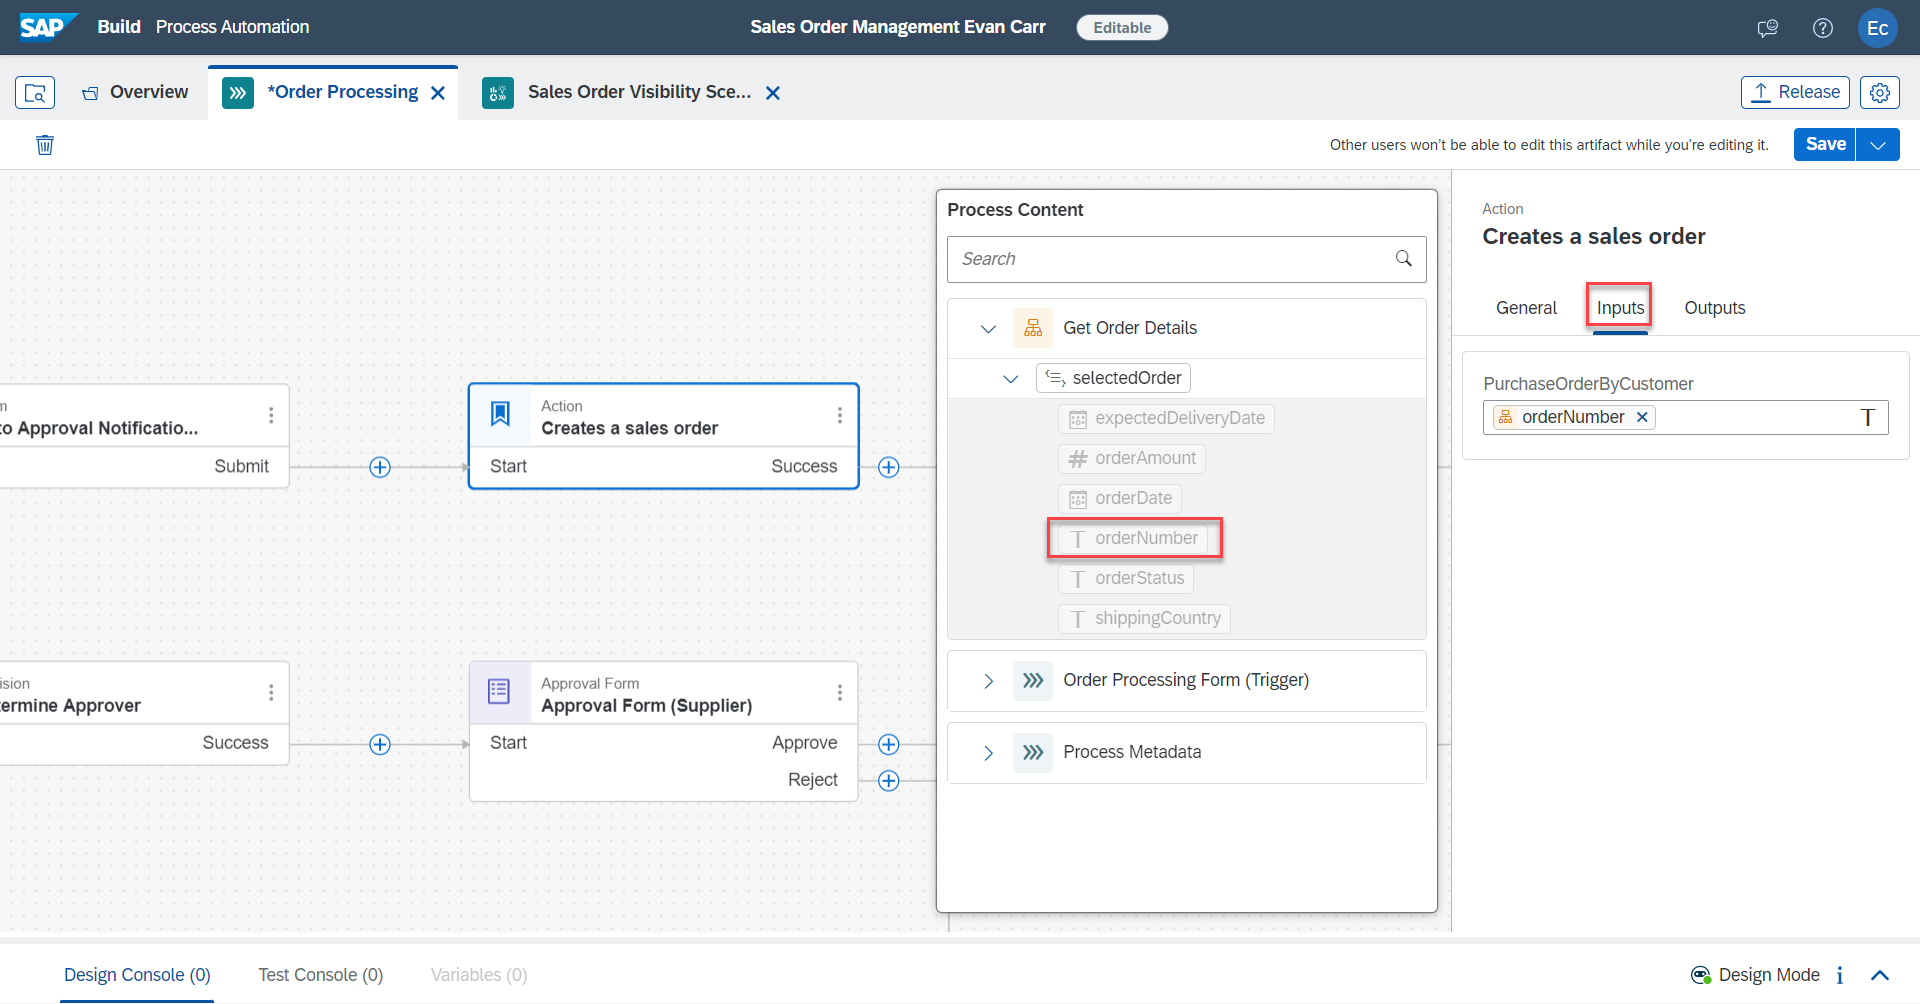 SAP Build Process Automation
Sales Order Management Evan Carr
Editable
Ec
Overview
*Order Processing
Sales Order Visibility Sce...
Release
Other users won't be able to edit this artifact while you're editing it.
Save
m
to Approval Notificatio...
Submit
Action
Creates a sales order
Start
Success
ision
termine Approver
Success
Approval Form
Approval Form (Supplier)
Start
Approve
Reject
Process Content
Search
Get Order Details
selectedOrder
expectedDeliveryDate
orderAmount
orderDate
orderNumber
orderStatus
shippingCountry
Order Processing Form (Trigger)
Process Metadata
Action
Creates a sales order
General
Inputs
Outputs
PurchaseOrderByCustomer
orderNumber
Design Console (0)
Test Console (0)
Variables (0)
Design Mode